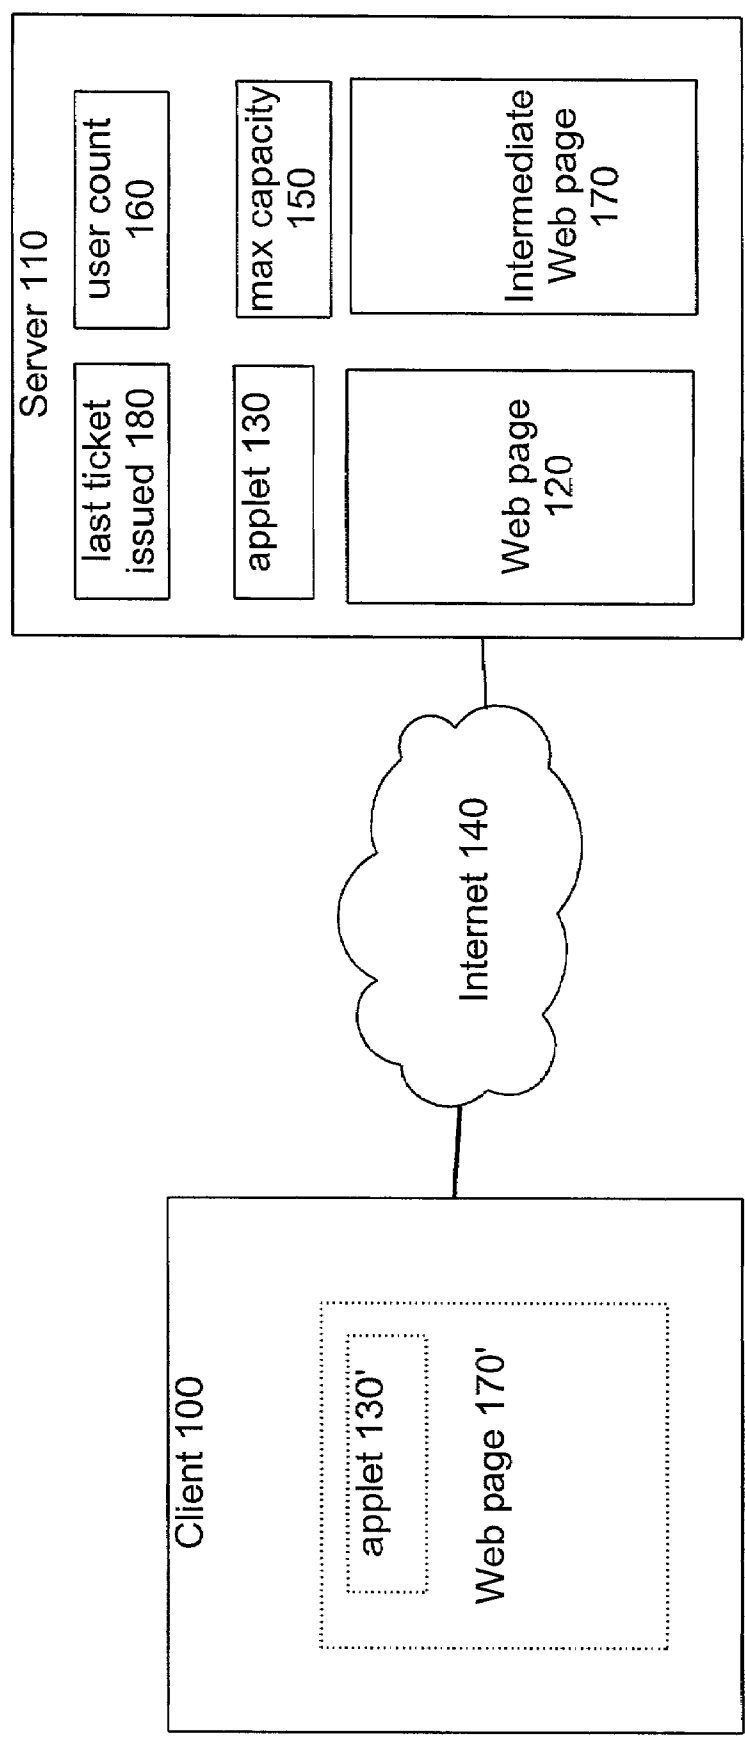 Client 100
applet 130'
Web page 170'
Internet 140
Server 110
last ticket
issued 180
user count
160
applet 130
max capacity
150
Web page
120
Intermediate
Web page
170